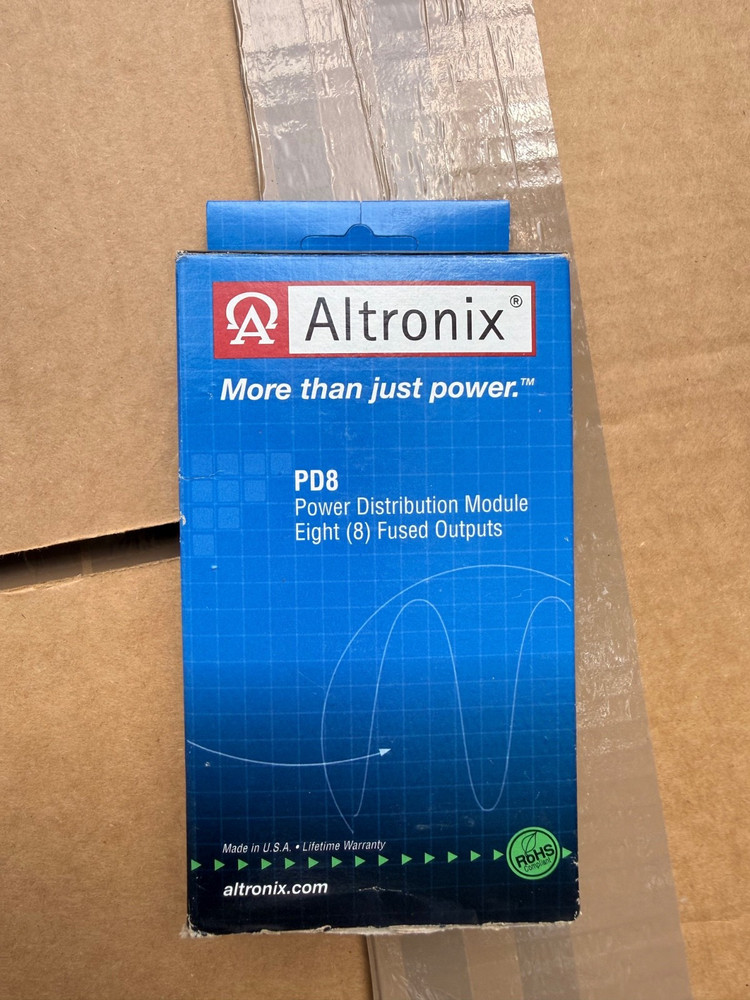 Altronix®
More than just power.™
PD8
Power Distribution Module
Eight (8) Fused Outputs
Made in U.S.A. • Lifetime Warranty
RoHS
Compliant
altronix.com